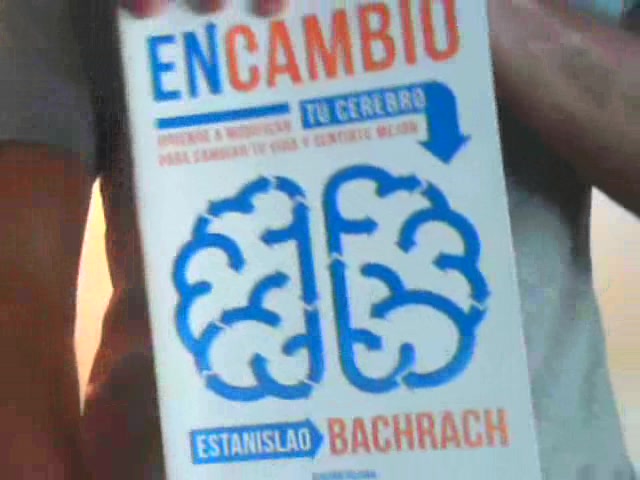 ENCAMBIO
APRENDE A MODIFICAR TU CEREBRO
PARA CAMBIAR TU VIDA Y SENTIRTE MEJOR
ESTANISLAO BACHRACH